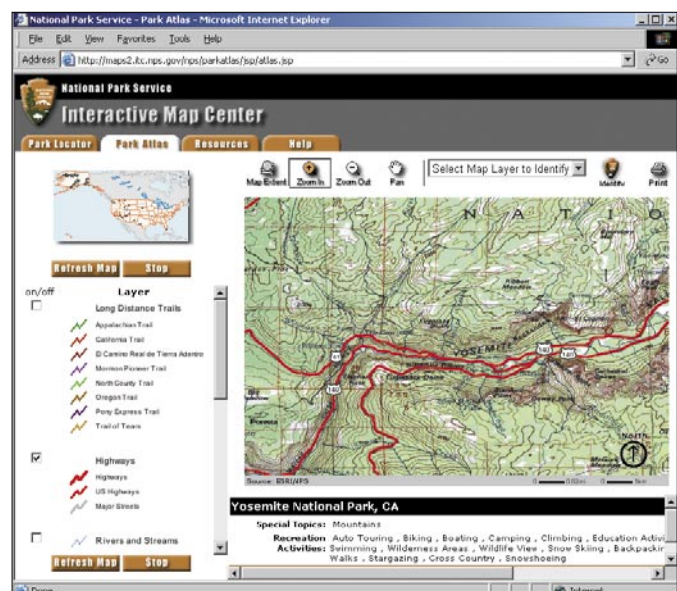 National Park Service - Park Atlas - Microsoft Internet Explorer
File Edit View Favorites Tools Help
Address http://maps2.itc.nps.gov/nps/parkatlas/jsp/atlas.jsp Go
National Park Service
Interactive Map Center
Park Locator Park Atlas Resources Help
Map Extent Zoom In Zoom Out Pan Select Map Layer to Identify Identify Print
Refresh Map Stop
on/off Layer
Long Distance Trails
Appalachian Trail
California Trail
El Camino Real de Tierra Adentro
Mormon Pioneer Trail
North County Trail
Oregon Trail
Pony Express Trail
Trail of Tears
Highways
Highways
US Highways
Major Streets
Rivers and Streams
Refresh Map Stop
N A T I O
Ribbon Meadow
YOSEMITE
140
140
North
Source: ESRI/NPS
Yosemite National Park, CA
Special Topics: Mountains
Recreation Activities: Auto Touring , Biking , Boating , Camping , Climbing , Education Activi
Swimming , Wilderness Areas , Wildlife View , Snow Skiing , Backpackin
Walks , Stargazing , Cross Country , Snowshoeing
Done Internet